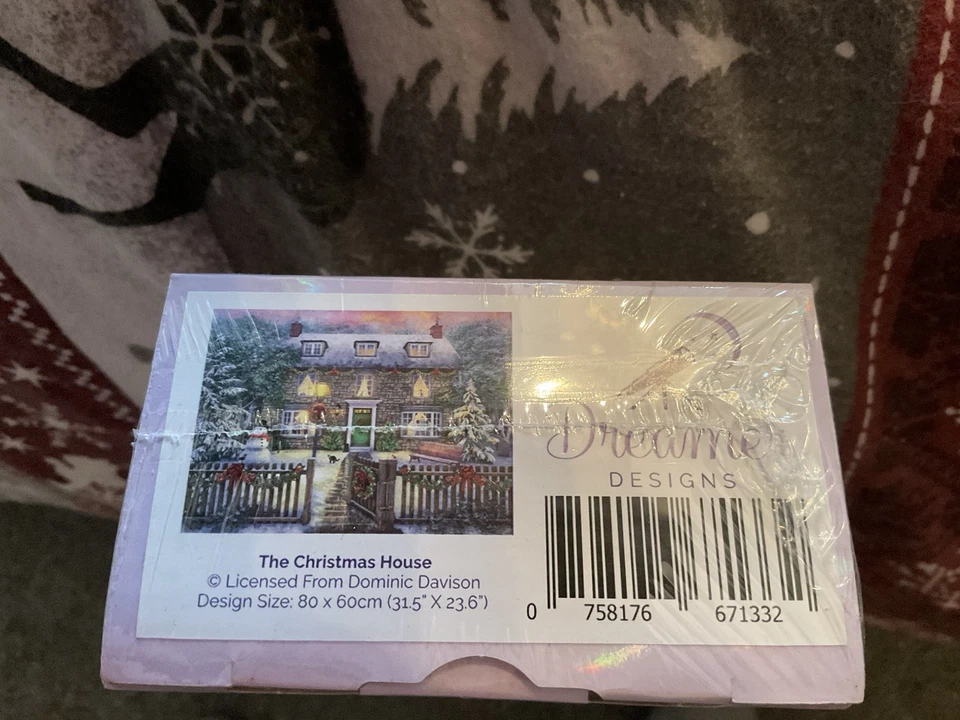 Dreamer
DESIGNS
The Christmas House
© Licensed From Dominic Davison
Design Size: 80 x 60cm (31.5" X 23.6")
0 758176 671332